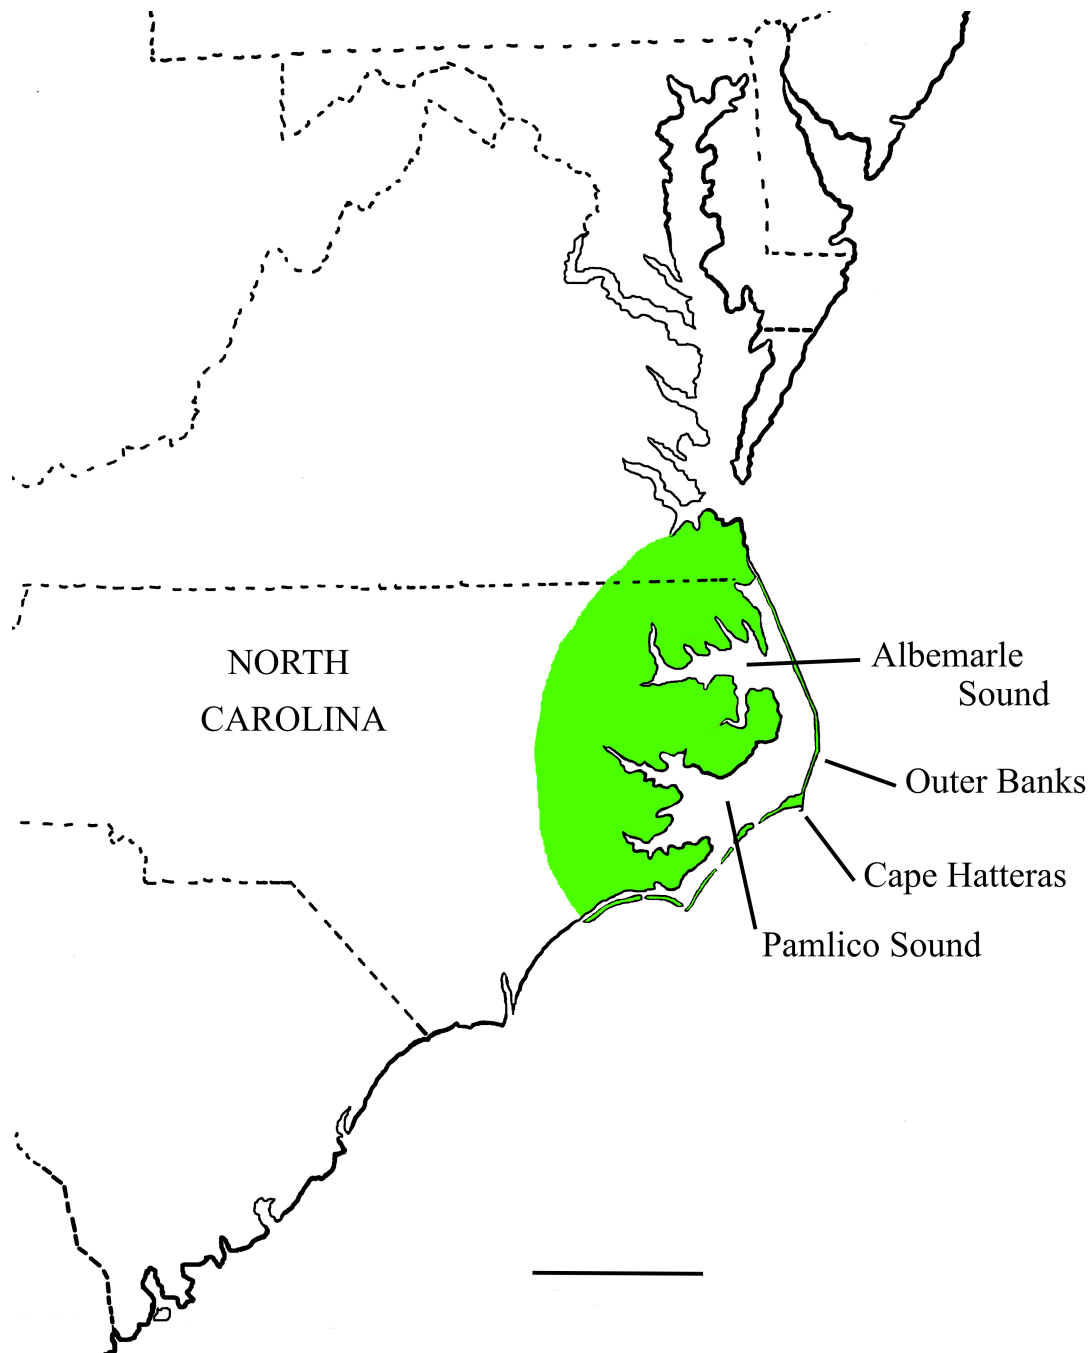 NORTH
CAROLINA
Albemarle
Sound
Outer Banks
Cape Hatteras
Pamlico Sound